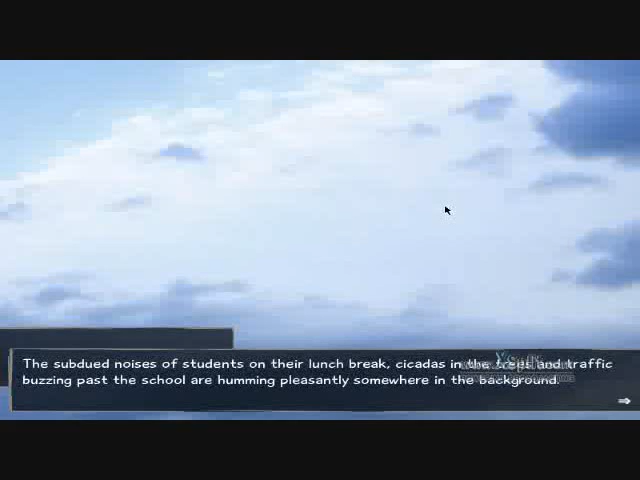 The subdued noises of students on their lunch break, cicadas in the trees and traffic
buzzing past the school are humming pleasantly somewhere in the background.